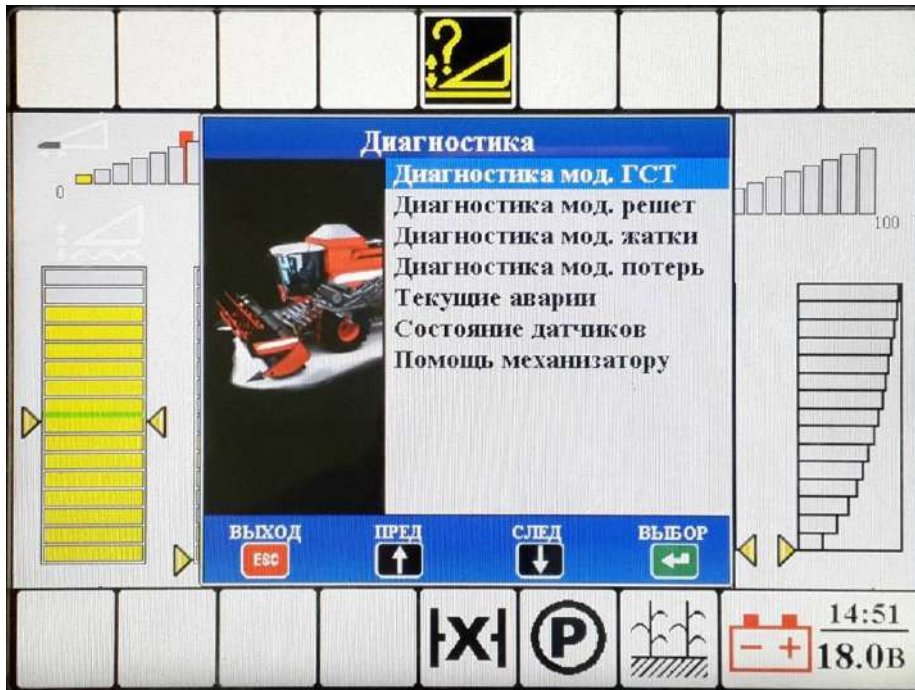 ?
Диагностика
Диагностика мод. ГСТ
0
Диагностика мод. решет
Диагностика мод. жатки
100
Диагностика мод. потерь
Текущие аварии
Состояние датчиков
Помощь механизатору
ВЫХОД ПРЕД СЛЕД ВЫБОР
ESC
X P
14:51
- +
18.0В